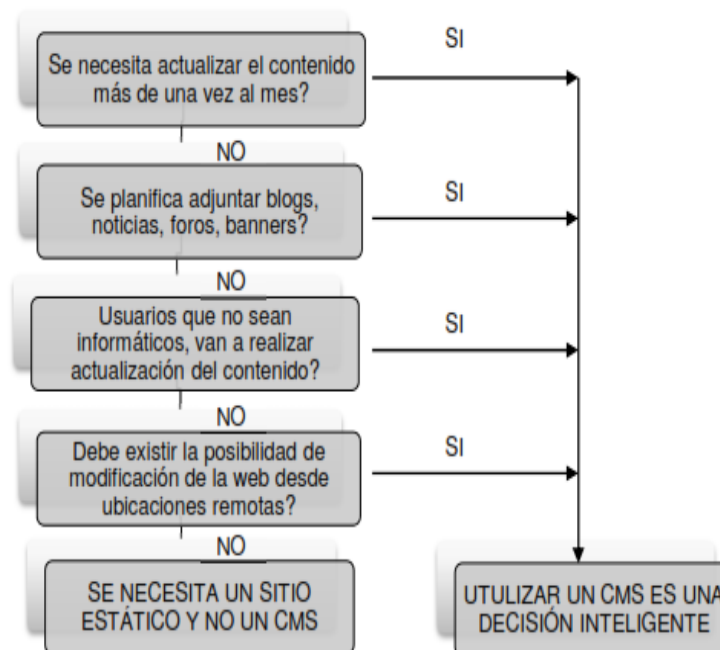 Se necesita actualizar el contenido
más de una vez al mes?
SI
NO
Se planifica adjuntar blogs,
noticias, foros, banners?
SI
NO
Usuarios que no sean
informáticos, van a realizar
actualización del contenido?
SI
NO
Debe existir la posibilidad de
modificación de la web desde
ubicaciones remotas?
SI
NO
SE NECESITA UN SITIO
ESTÁTICO Y NO UN CMS
UTULIZAR UN CMS ES UNA
DECISIÓN INTELIGENTE